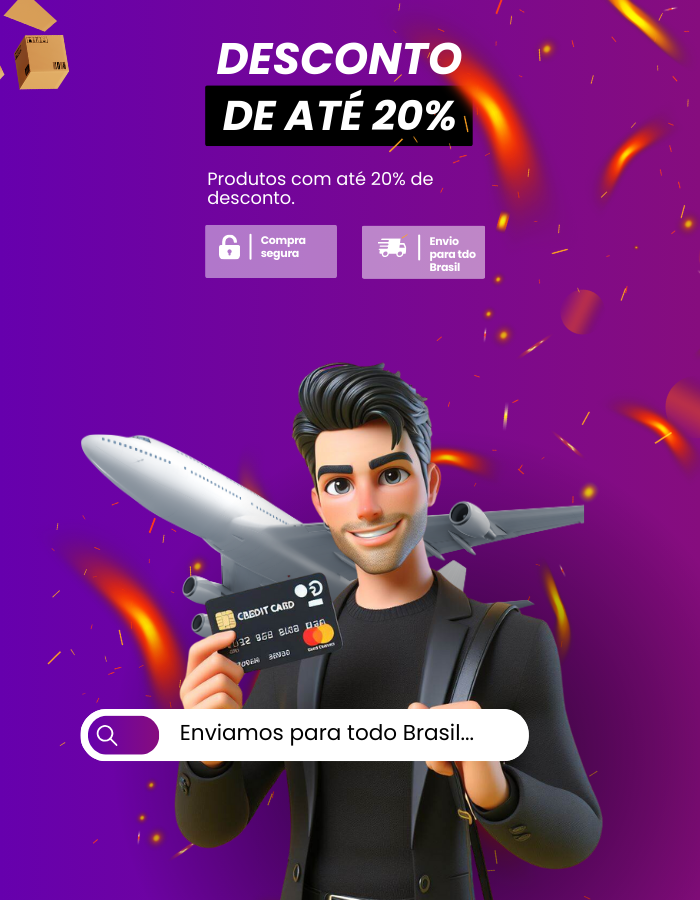 DESCONTO
DE ATÉ 20%
Produtos com até 20% de
desconto.
Compra
segura
Envio
para tdo
Brasil
CREDIT CARD
Enviamos para todo Brasil...